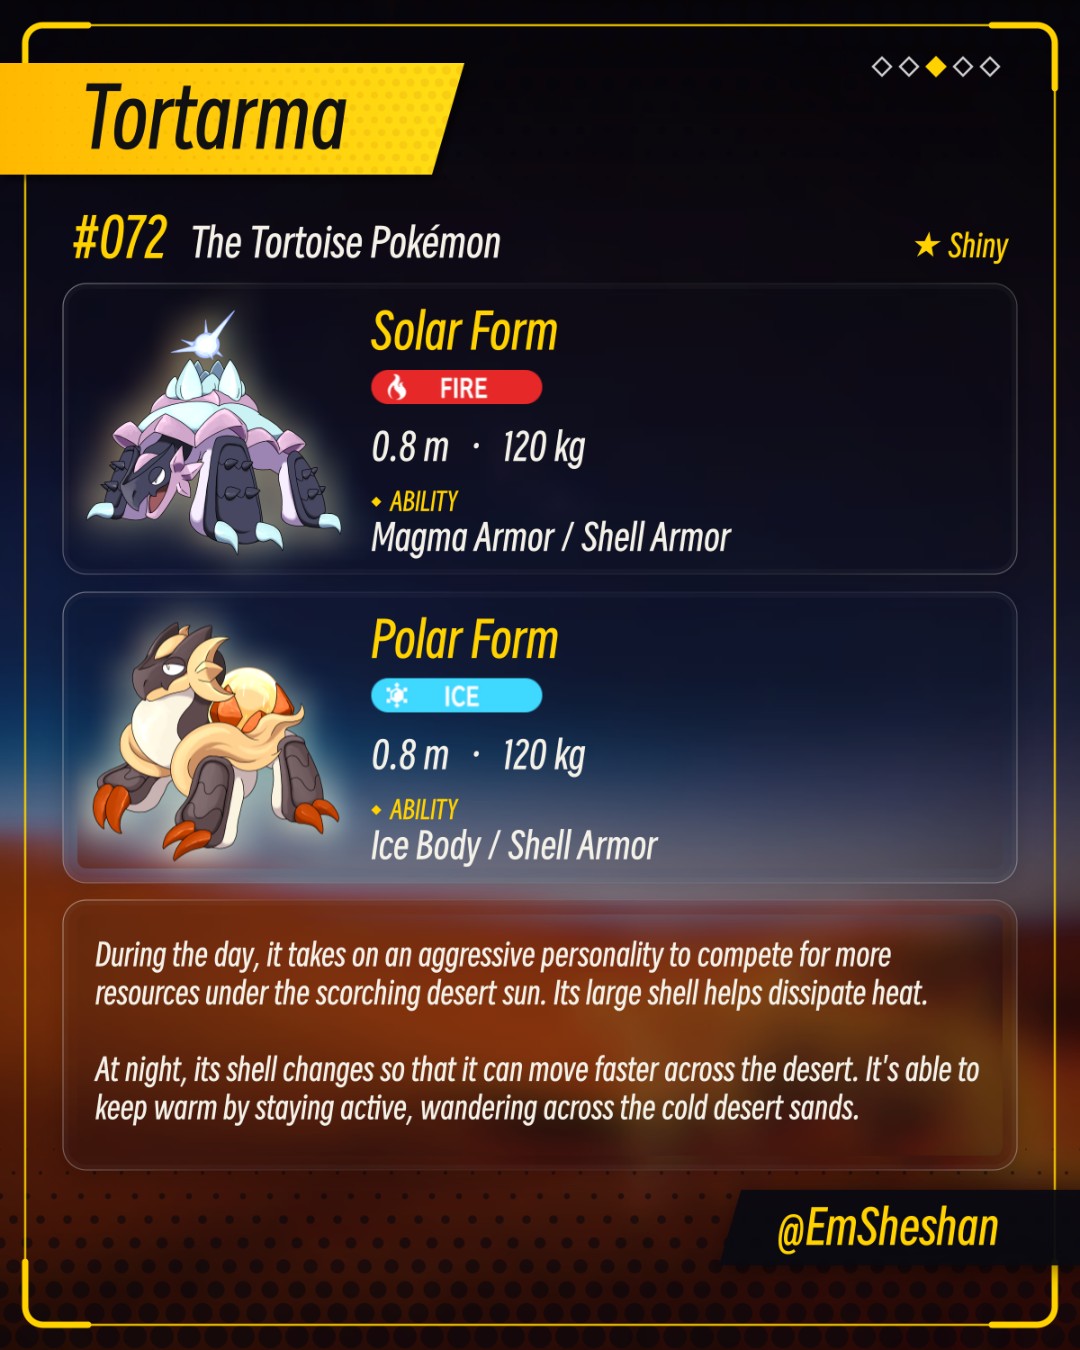 Tortarma
#072 The Tortoise Pokémon
★ Shiny
Solar Form
FIRE
0.8 m · 120 kg
ABILITY
Magma Armor / Shell Armor
Polar Form
ICE
0.8 m · 120 kg
ABILITY
Ice Body / Shell Armor
During the day, it takes on an aggressive personality to compete for more
resources under the scorching desert sun. Its large shell helps dissipate heat.
At night, its shell changes so that it can move faster across the desert. It's able to
keep warm by staying active, wandering across the cold desert sands.
@EmSheshan